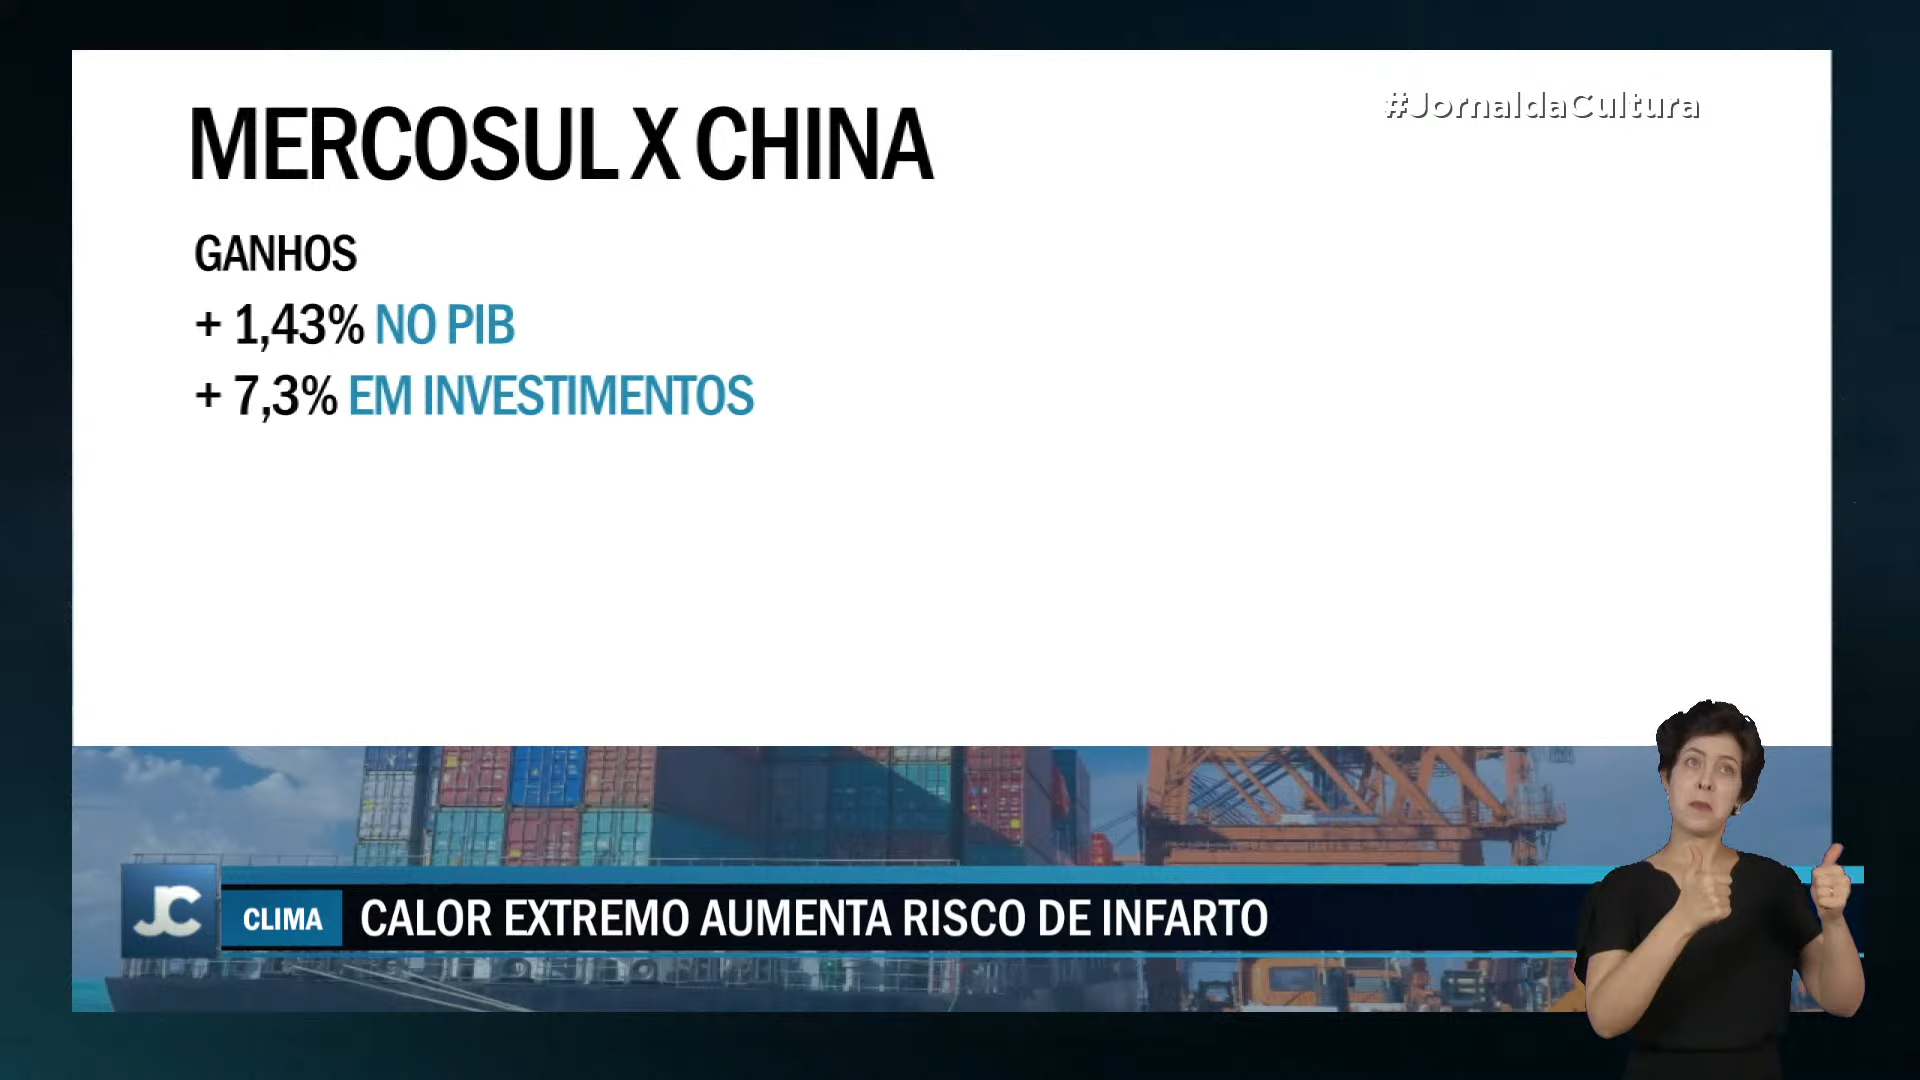 MERCOSUL X CHINA
#JornaldaCultura
GANHOS
+ 1,43% NO PIB
+ 7,3% EM INVESTIMENTOS
JC
CLIMA
CALOR EXTREMO AUMENTA RISCO DE INFARTO